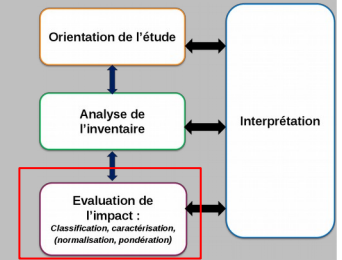 Orientation de l'étude
Analyse de
l'inventaire
Interprétation
Evaluation de
l'impact :
Classification, caractérisation,
(normalisation, pondération)